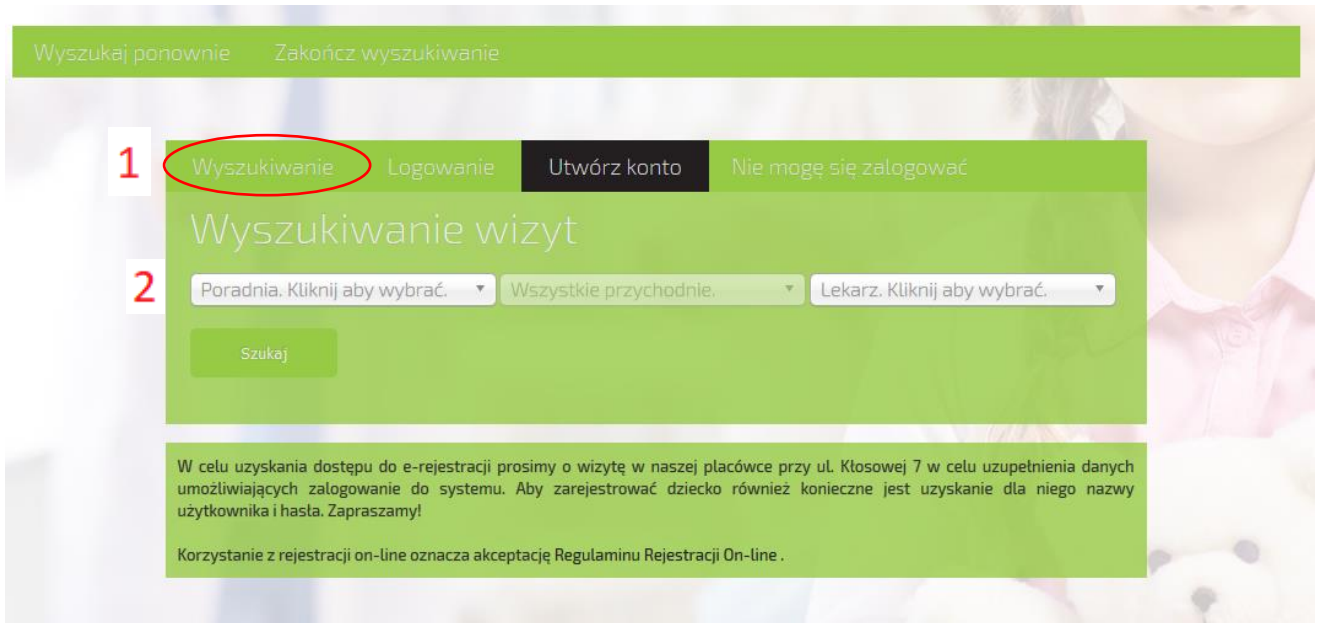 Wyszukaj ponownie Zakończ wyszukiwanie
1 Wyszukiwanie Logowanie Utwórz konto Nie mogę się zalogować
Wyszukiwanie wizyt
2 Poradnia. Kliknij aby wybrać. Wszystkie przychodnie. Lekarz. Kliknij aby wybrać.
Szukaj
W celu uzyskania dostępu do e-rejestracji prosimy o wizytę w naszej placówce przy ul. Kłosowej 7 w celu uzupełnienia danych
umożliwiających zalogowanie do systemu. Aby zarejestrować dziecko również konieczne jest uzyskanie dla niego nazwy
użytkownika i hasła. Zapraszamy!
Korzystanie z rejestracji on-line oznacza akceptację Regulaminu Rejestracji On-line .